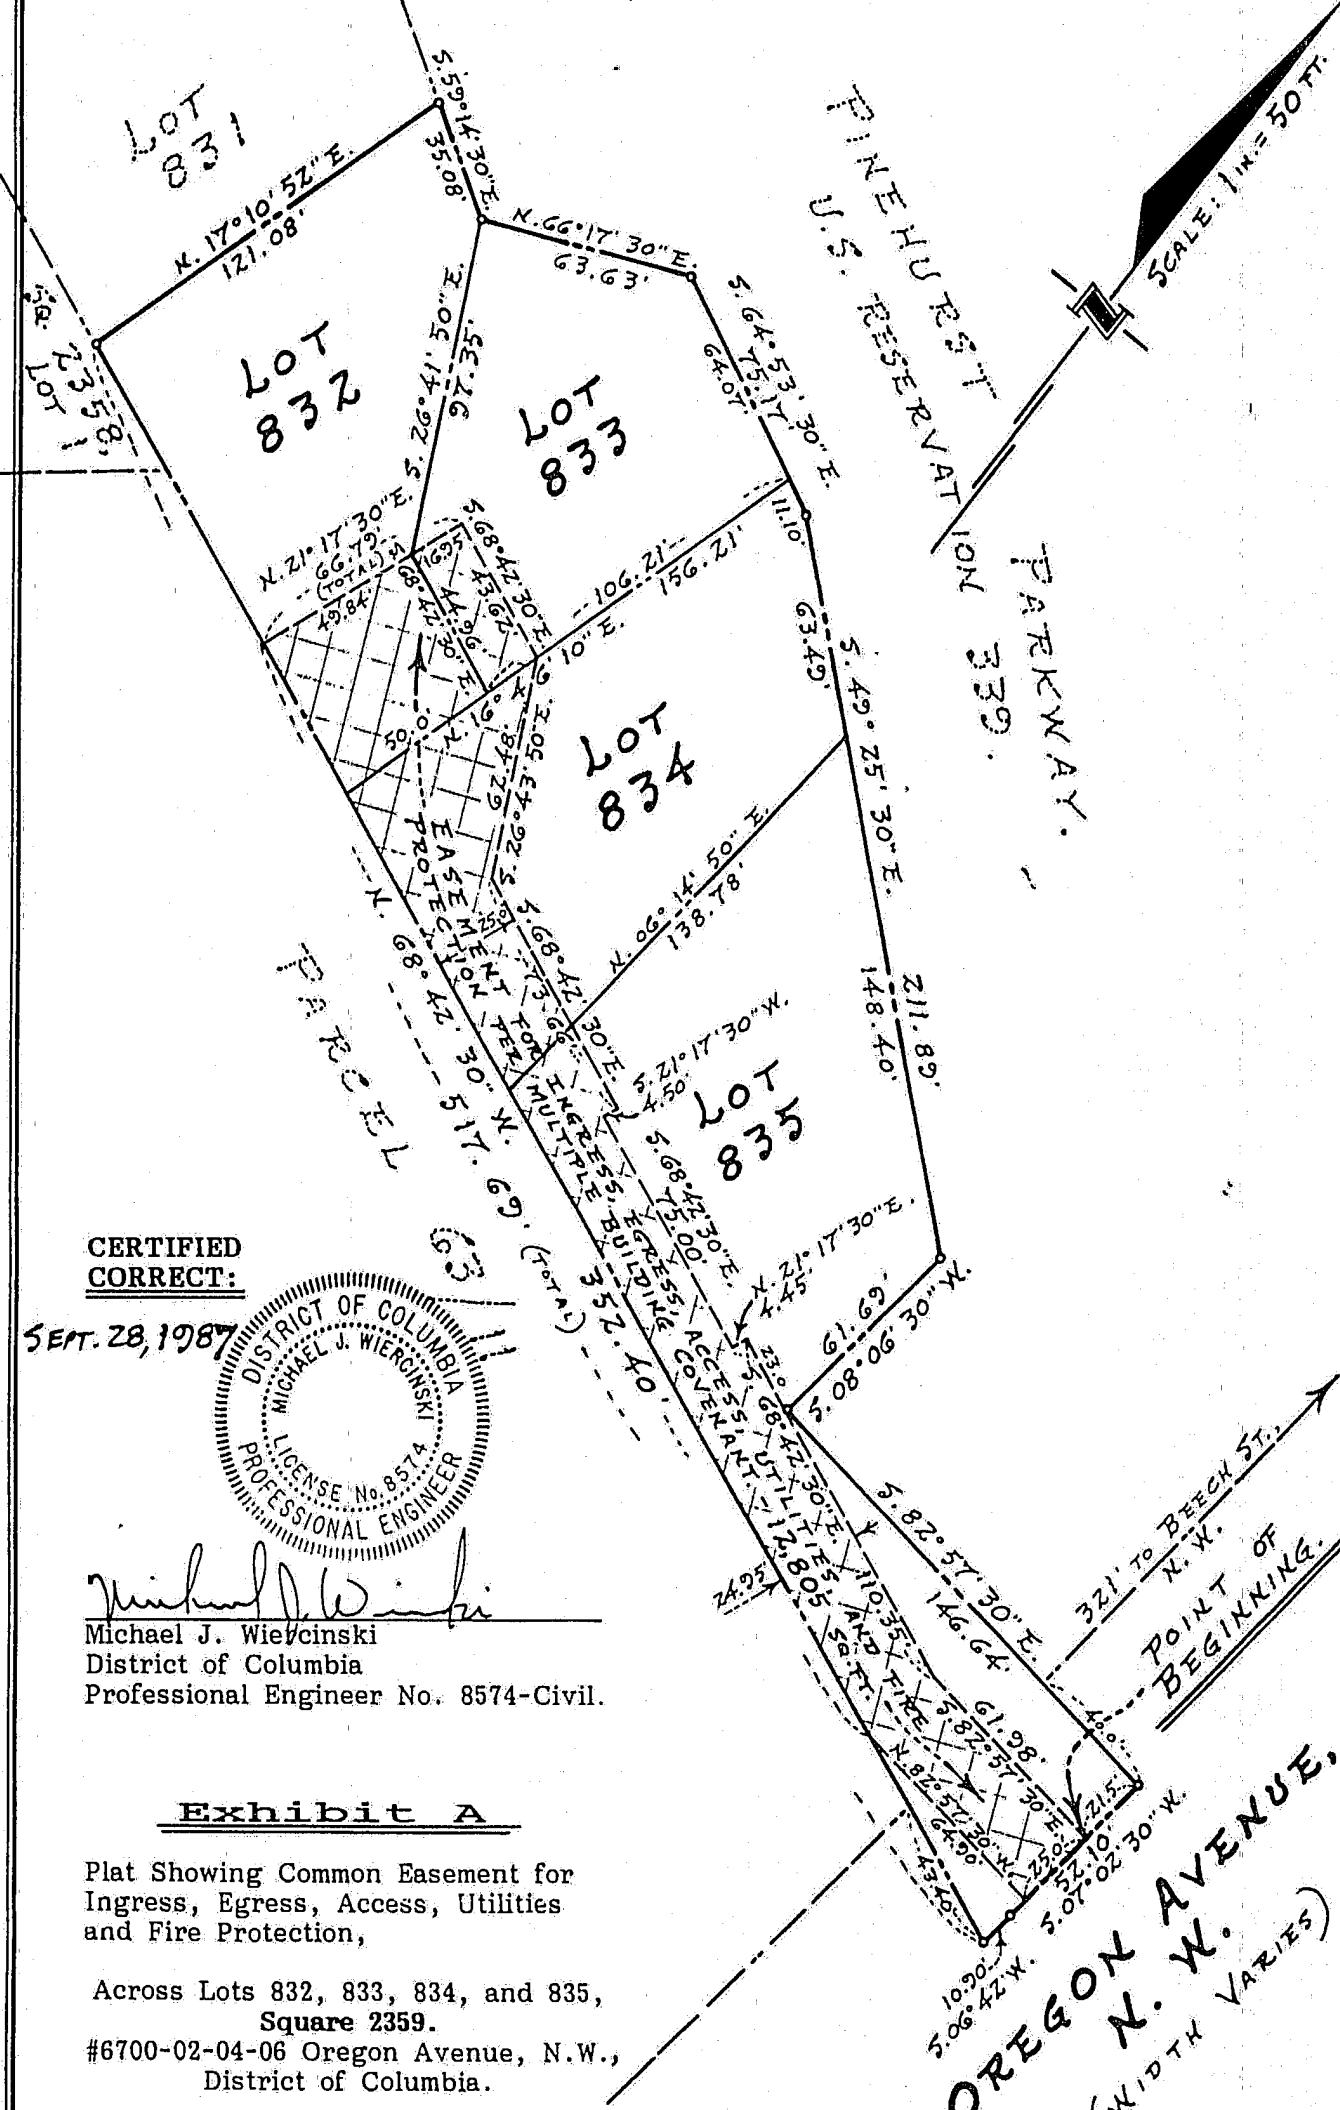 LOT
831
S. 59°14'30"E.
35.08'
N. 17°10'52"E.
121.08'
SQ. 2358,
LOT 1
LOT
832
S. 26°41'50"E.
97.35'
N. 66°17'30"E.
63.63'
LOT
833
S. 64°53'30"E.
75.17'
64.07'
11.10'
PINEHURST
PARKWAY.
U.S. RESERVATION 339.
SCALE: 1 IN. = 50 FT.
N
N. 21°17'30"E.
66.79'
(TOTAL)
49.84'
16.95'
S. 68°42'30"E.
43.62'
S. 68°42'30"E.
44.96'
106.21'
156.21'
N. 16° 10" E.
50.0'
S. 26°43'50"E.
62.48'
LOT
834
63.49'
S. 49°25'30"E.
211.89'
148.40'
N. 06°14'50"E.
138.78'
25.0'
S. 68°42'30"E.
73.66'
S. 21°17'30"W.
4.50'
LOT
835
S. 68°42'30"E.
75.00'
N. 21°17'30"E.
4.45'
23.0
61.69'
S. 08°06'30"W.
PARCEL 63
11
N. 68°42'30"W.
517.69' (TOTAL)
352.40'
EASEMENT FOR INGRESS, EGRESS, ACCESS, UTILITIES, AND FIRE
PROTECTION PER MULTIPLE BUILDING COVENANT. - 12,805 SQ. FT.
S. 68°42'30"E.
110.35'
24.95'
S. 82°57'30"E.
146.64'
321' TO BEECH ST.,
N. W.
POINT OF
BEGINNING.
40.0'
61.98'
S. 82°57'30"E.
N. 82°57'30"W.
64.90'
43.40'
21.5'
25.0'
52.10'
S. 07°02'30"W.
10.90'
S. 06°42'W.
OREGON AVENUE,
N. W.
(WIDTH VARIES)
CERTIFIED
CORRECT:
SEPT. 28, 1987
DISTRICT OF COLUMBIA
MICHAEL J. WIERCINSKI
LICENSE No. 8574
PROFESSIONAL ENGINEER
Michael J. Wiercinski
District of Columbia
Professional Engineer No. 8574-Civil.
Exhibit A
Plat Showing Common Easement for
Ingress, Egress, Access, Utilities
and Fire Protection,
Across Lots 832, 833, 834, and 835,
Square 2359.
#6700-02-04-06 Oregon Avenue, N.W.,
District of Columbia.